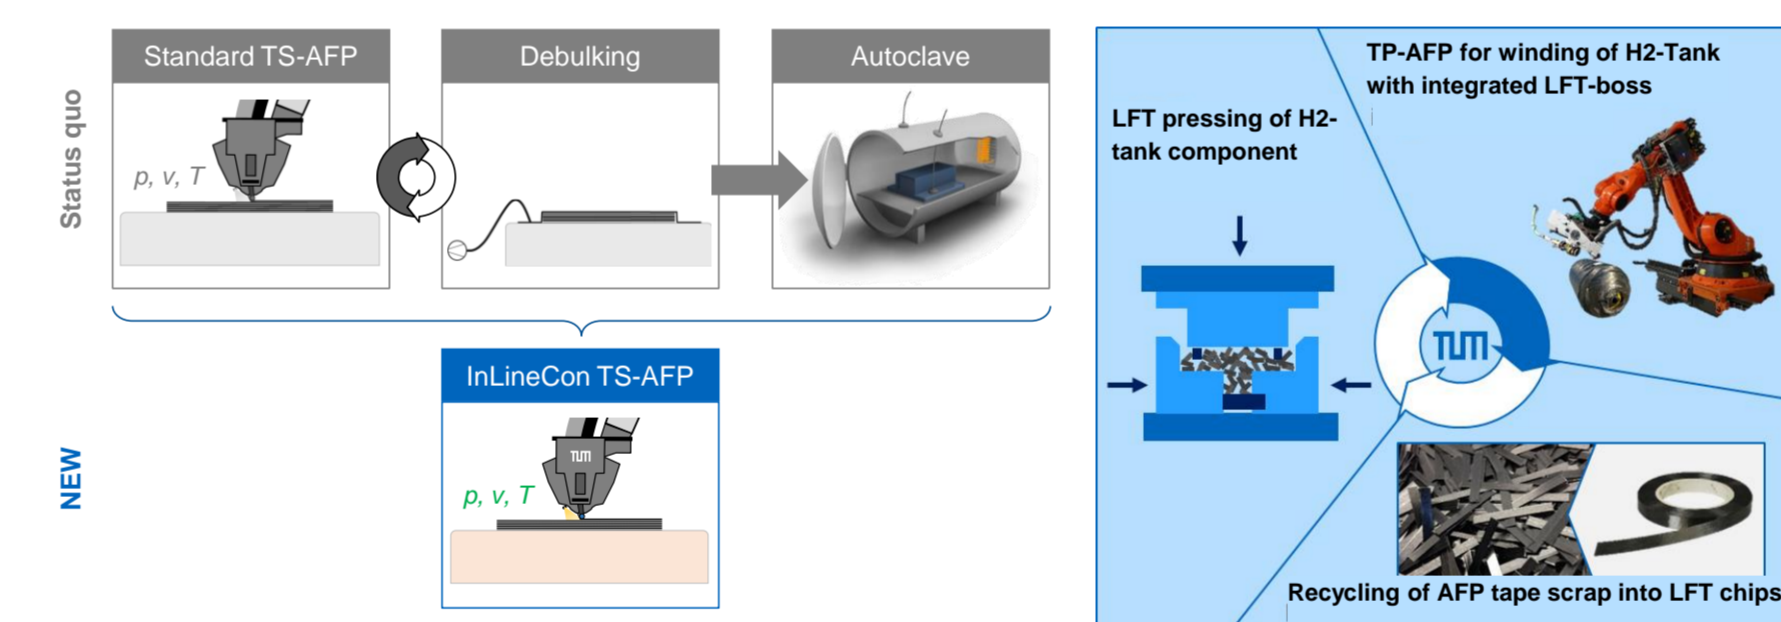 Status quo
Standard TS-AFP
p, v, T
Debulking
Autoclave
NEW
InLineCon TS-AFP
TUM
p, v, T
TP-AFP for winding of H2-Tank
with integrated LFT-boss
LFT pressing of H2-
tank component
TUM
Recycling of AFP tape scrap into LFT chips